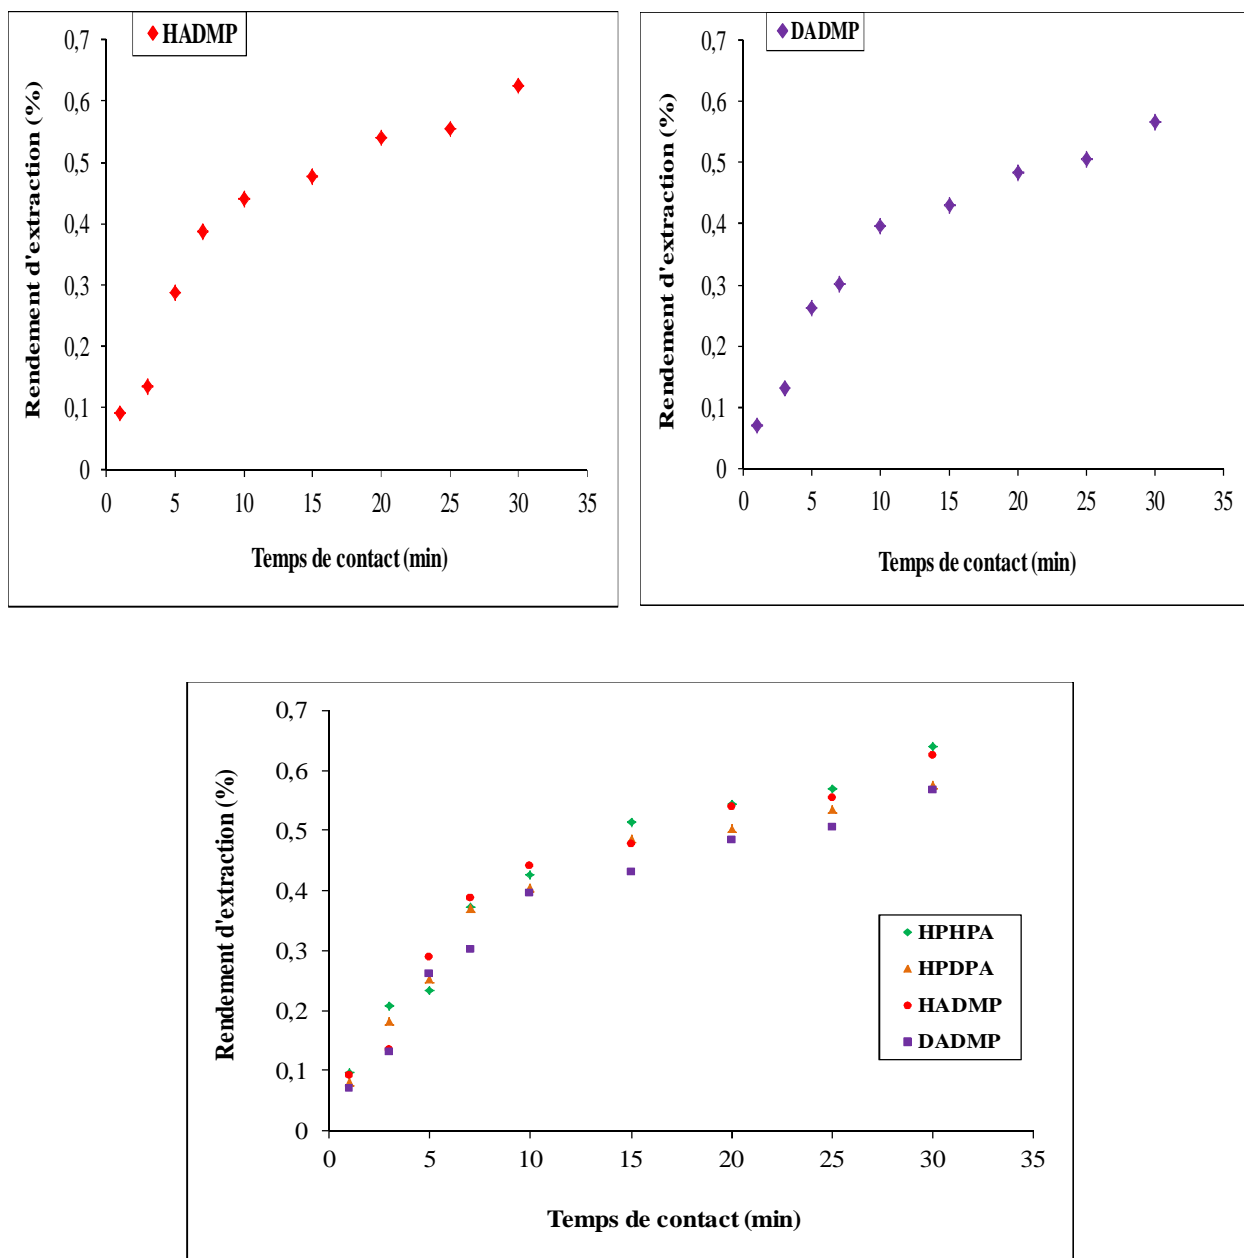 HADMP
Rendement d'extraction (%)
0,7
0,6
0,5
0,4
0,3
0,2
0,1
0
0 5 10 15 20 25 30 35
Temps de contact (min)
DADMP
Rendement d'extraction (%)
0,7
0,6
0,5
0,4
0,3
0,2
0,1
0
0 5 10 15 20 25 30 35
Temps de contact (min)
Rendement d'extraction (%)
0,7
0,6
0,5
0,4
0,3
0,2
0,1
0
0 5 10 15 20 25 30 35
Temps de contact (min)
HPHPA
HPDPA
HADMP
DADMP